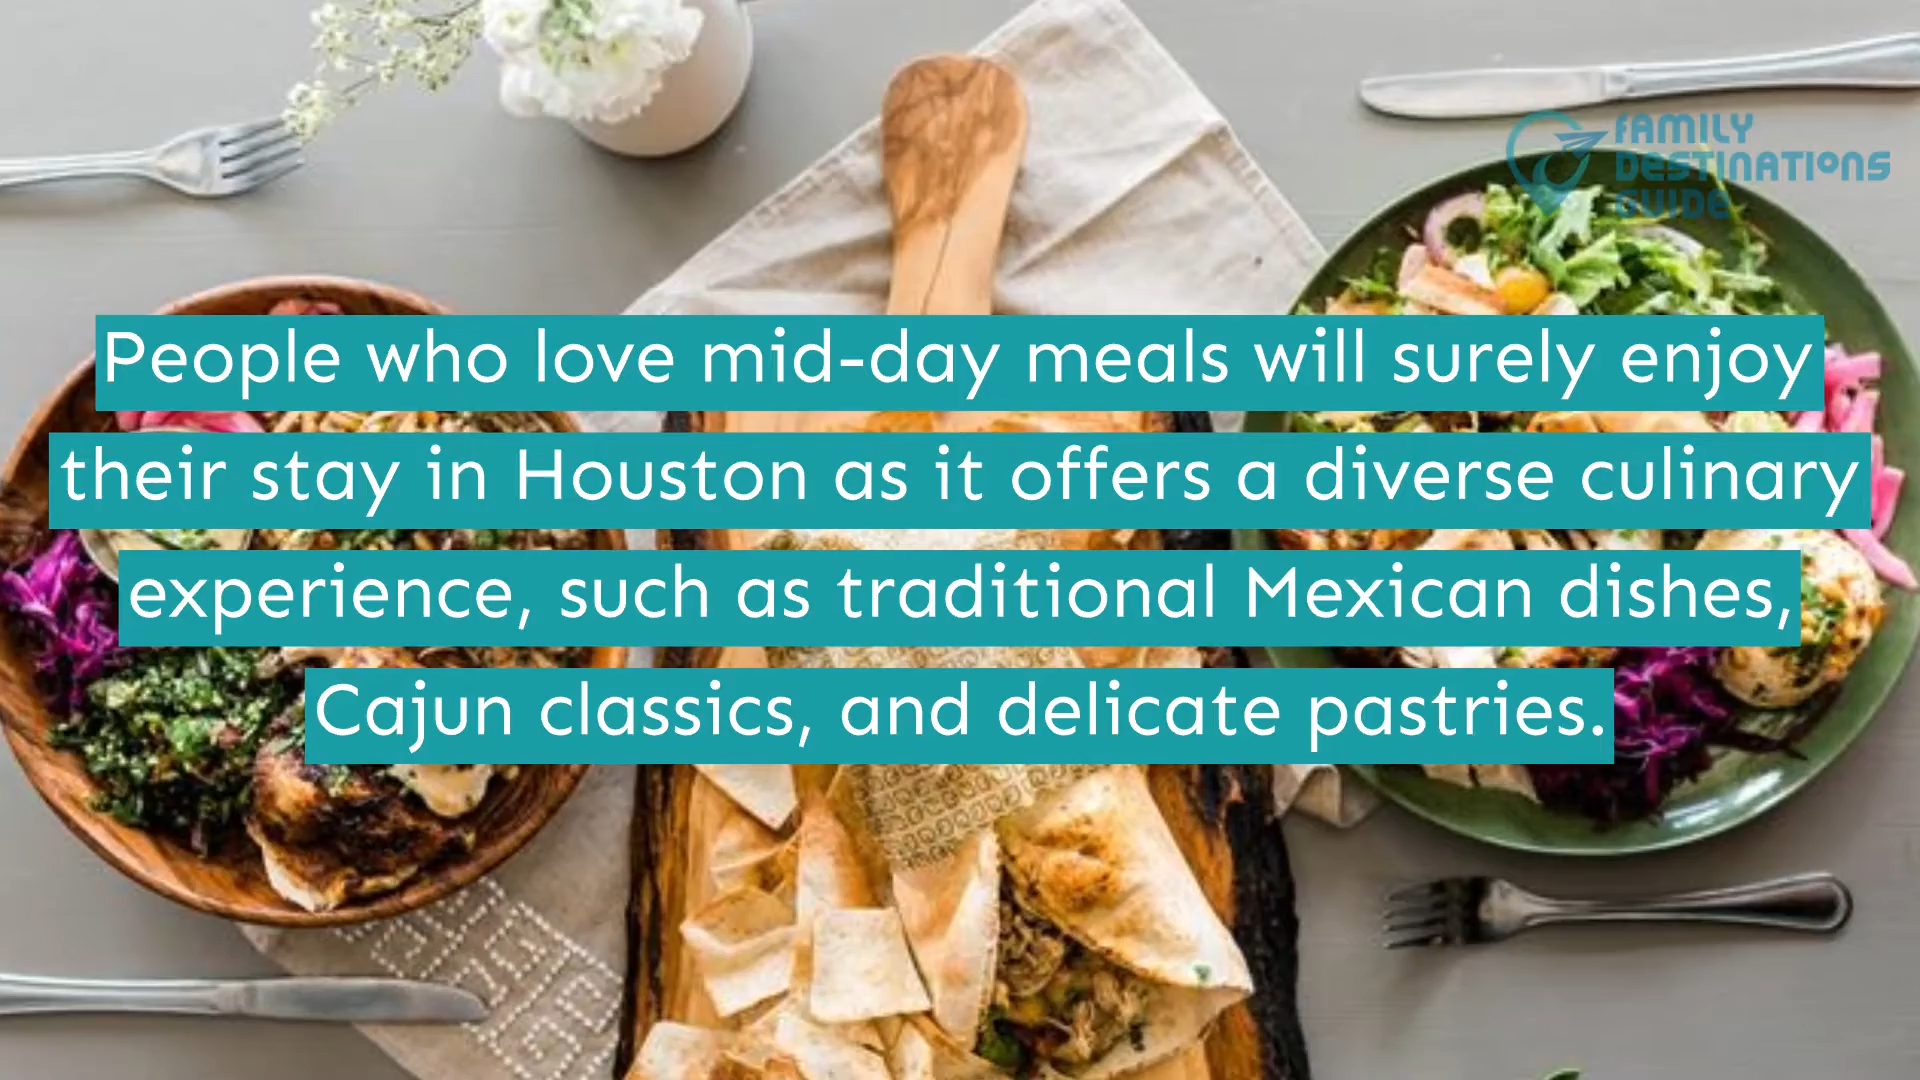 FAMILY
DESTINATIONS
GUIDE
People who love mid-day meals will surely enjoy
their stay in Houston as it offers a diverse culinary
experience, such as traditional Mexican dishes,
Cajun classics, and delicate pastries.